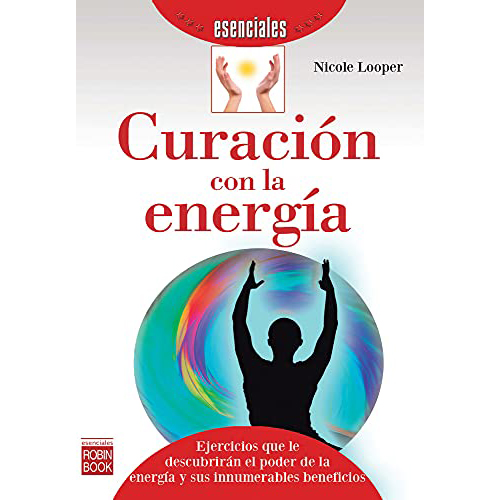 esenciales
Nicole Looper
Curación
con la
energía
Ejercicios que le
descubrirán el poder de la
energía y sus innumerables beneficios
esenciales
ROBIN
BOOK